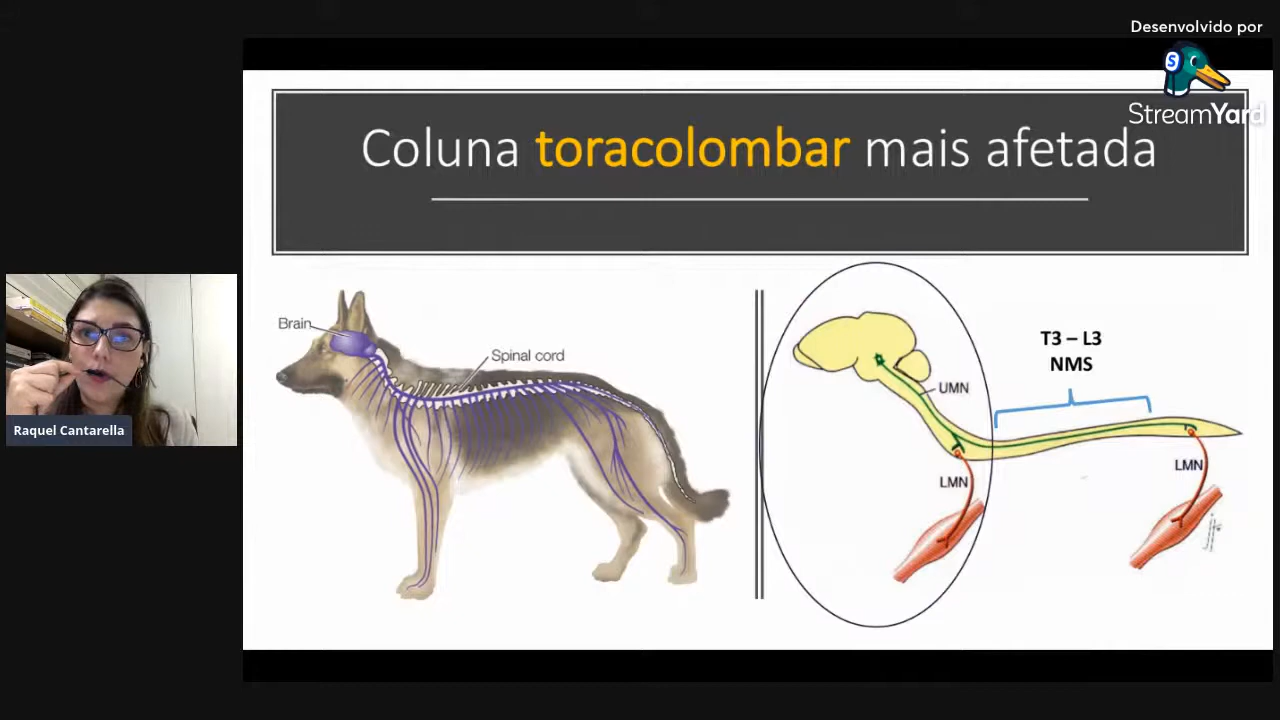 Desenvolvido por
StreamYard
Coluna toracolombar mais afetada
Brain
Spinal cord
T3 – L3
NMS
UMN
LMN
LMN
Raquel Cantarella